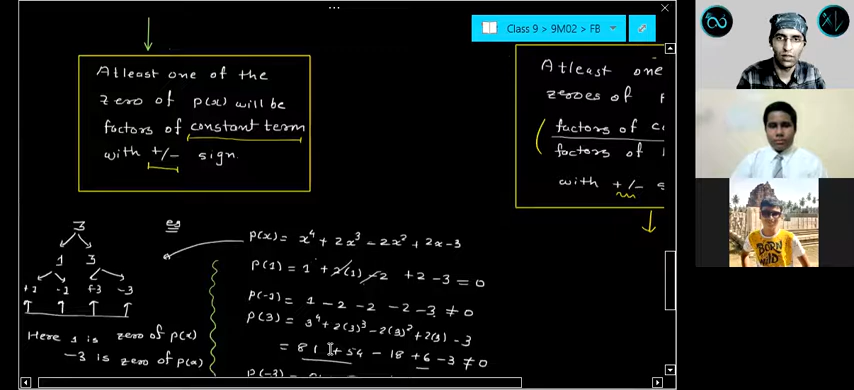 Class 9 > 9M02 > FB
Atleast one of the
zero of p(x) will be
factors of constant term
with +/- sign.
Atleast one
zeroes of
factors of
factors of
with +/-
3
1 3
+1 -1 +3 -3
Here 1 is zero of p(x)
-3 is zero of p(x)
eg
p(x) = x⁴ + 2x³ - 2x² + 2x - 3
p(1) = 1 + 2(1) - 2 + 2 - 3 = 0
p(-1) = 1 - 2 - 2 - 2 - 3 ≠ 0
p(3) = 3⁴ + 2(3)³ - 2(3)² + 2(3) - 3
= 81 + 54 - 18 + 6 - 3 ≠ 0
BORN
WILD